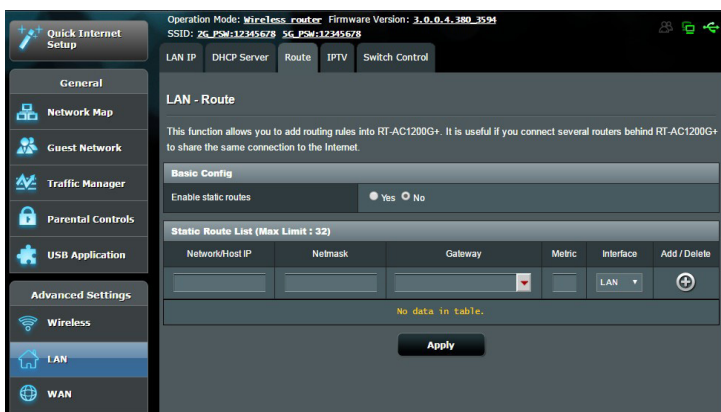 Quick Internet
Setup
Operation Mode: Wireless router Firmware Version: 3.0.0.4.380_3594
SSID: 2G_PSW:12345678 5G_PSW:12345678
LAN IP DHCP Server Route IPTV Switch Control
General
Network Map
Guest Network
Traffic Manager
Parental Controls
USB Application
Advanced Settings
Wireless
LAN
WAN
LAN - Route
This function allows you to add routing rules into RT-AC1200G+. It is useful if you connect several routers behind RT-AC1200G+
to share the same connection to the Internet.
Basic Config
Enable static routes Yes No
Static Route List (Max Limit : 32)
Network/Host IP Netmask Gateway Metric Interface Add / Delete
LAN
No data in table.
Apply